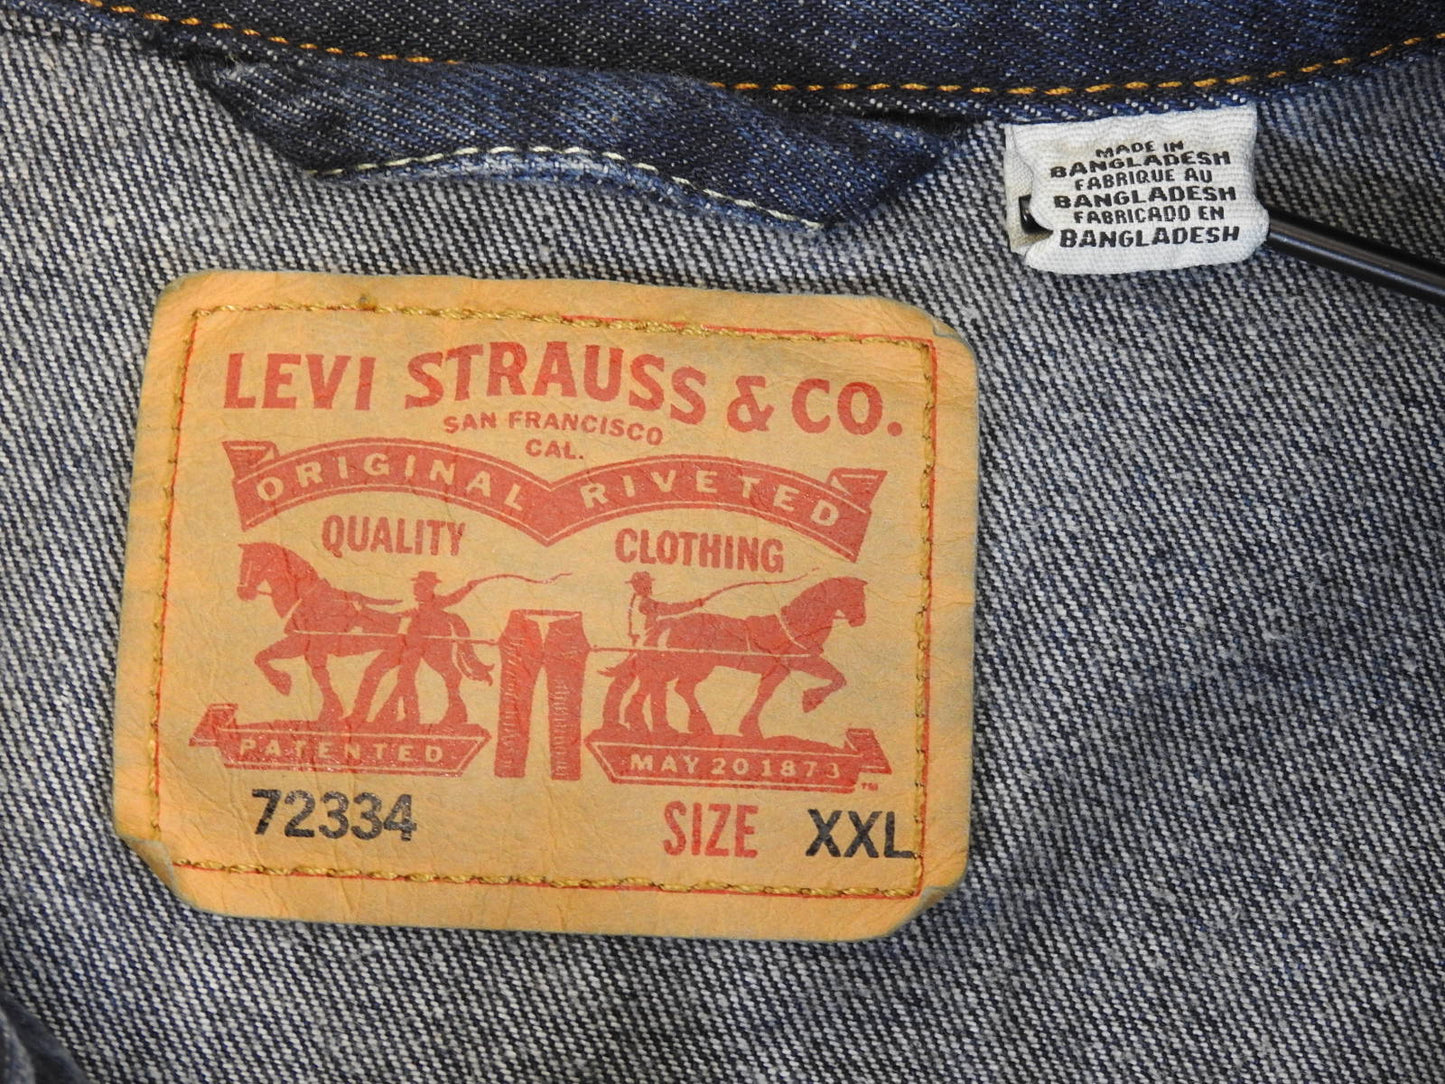 MADE IN
BANGLADESH
FABRIQUE AU
BANGLADESH
FABRICADO EN
BANGLADESH
LEVI STRAUSS & CO.
SAN FRANCISCO
CAL.
ORIGINAL RIVETED
QUALITY CLOTHING
PATENTED MAY 20 1873
TM
72334 SIZE XXL